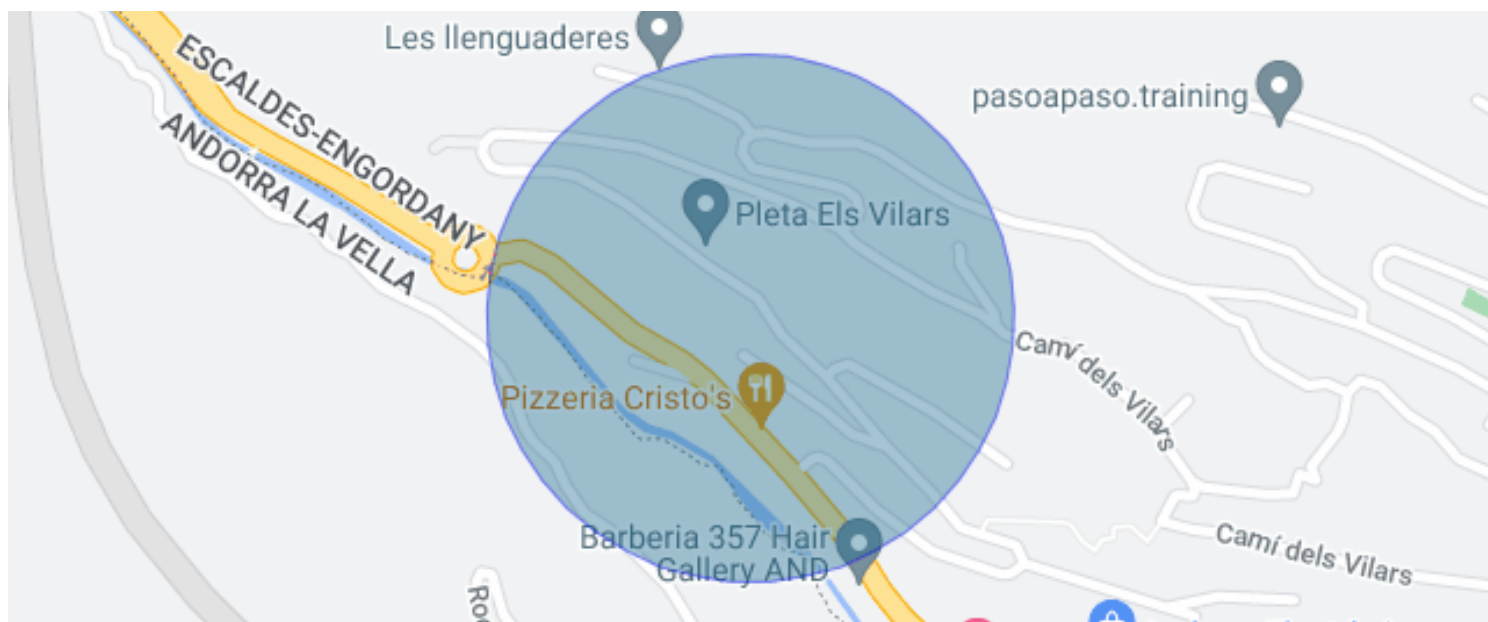 Les llenguaderes
pasoapaso.training
ESCALDES-ENGORDANY
ANDORRA LA VELLA
Pleta Els Vilars
Camí dels Vilars
Pizzeria Cristo's
Barberia 357 Hair
Gallery AND
Camí dels Vilars